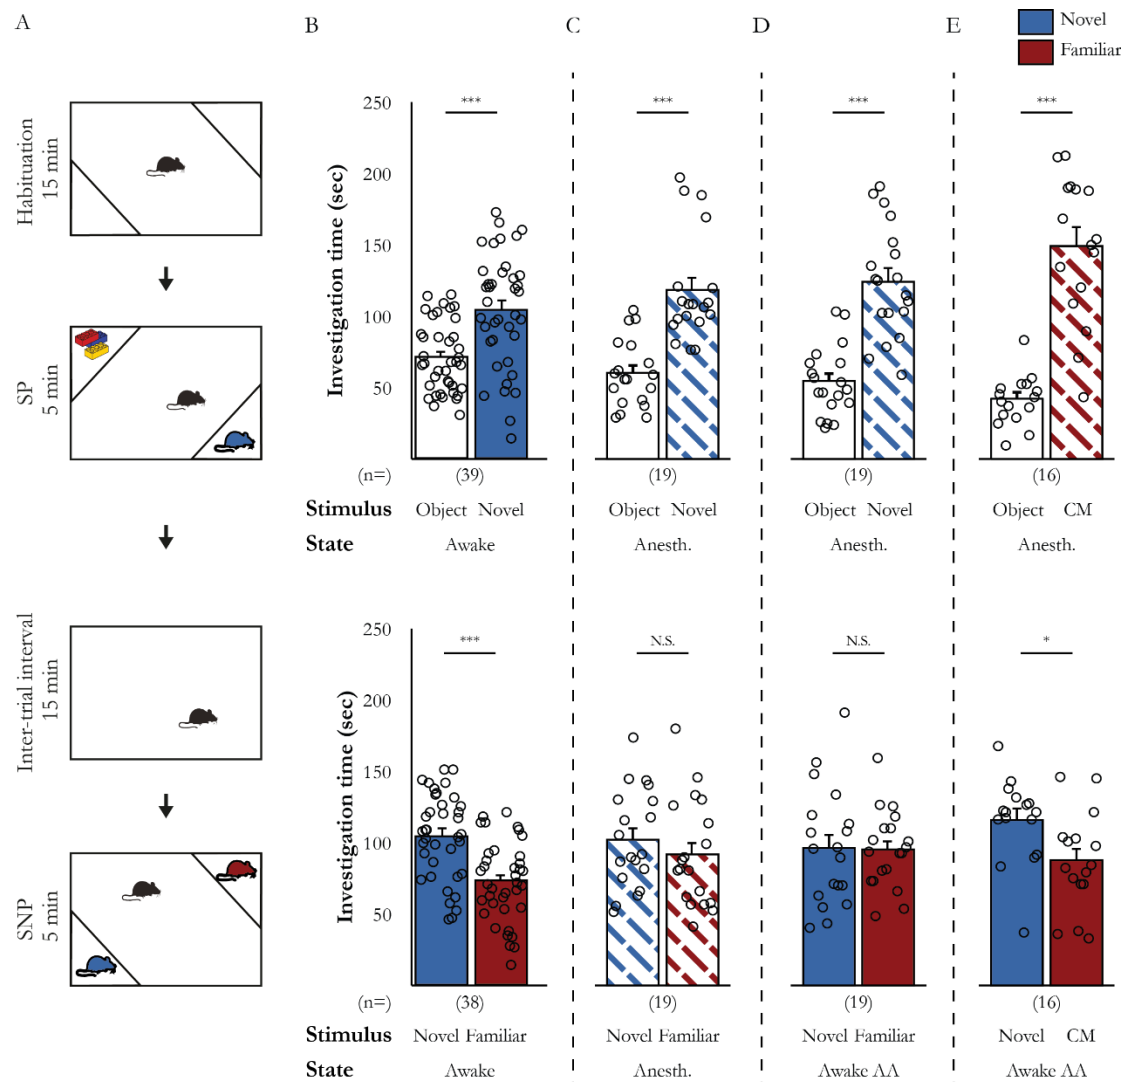 A
B
C
D
E
Novel
Familiar
Habituation
15 min
SP
5 min
Inter-trial interval
15 min
SNP
5 min
Investigation time (sec)
250
200
150
100
50
***
***
***
***
(n=) (39) (19) (19) (16)
Stimulus Object Novel Object Novel Object Novel Object CM
State Awake Anesth. Anesth. Anesth.
Investigation time (sec)
250
200
150
100
50
***
N.S.
N.S.
*
(n=) (38) (19) (19) (16)
Stimulus Novel Familiar Novel Familiar Novel Familiar Novel CM
State Awake Anesth. Awake AA Awake AA